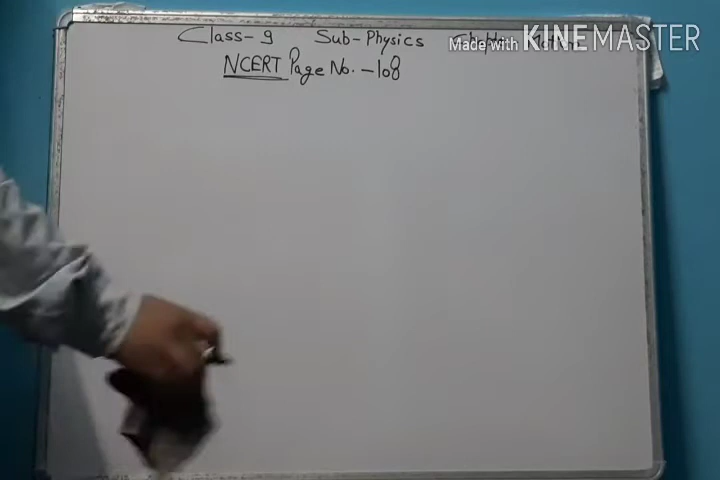 Class-9 Sub-Physics
Made with KINEMASTER
NCERT Page No. - 108